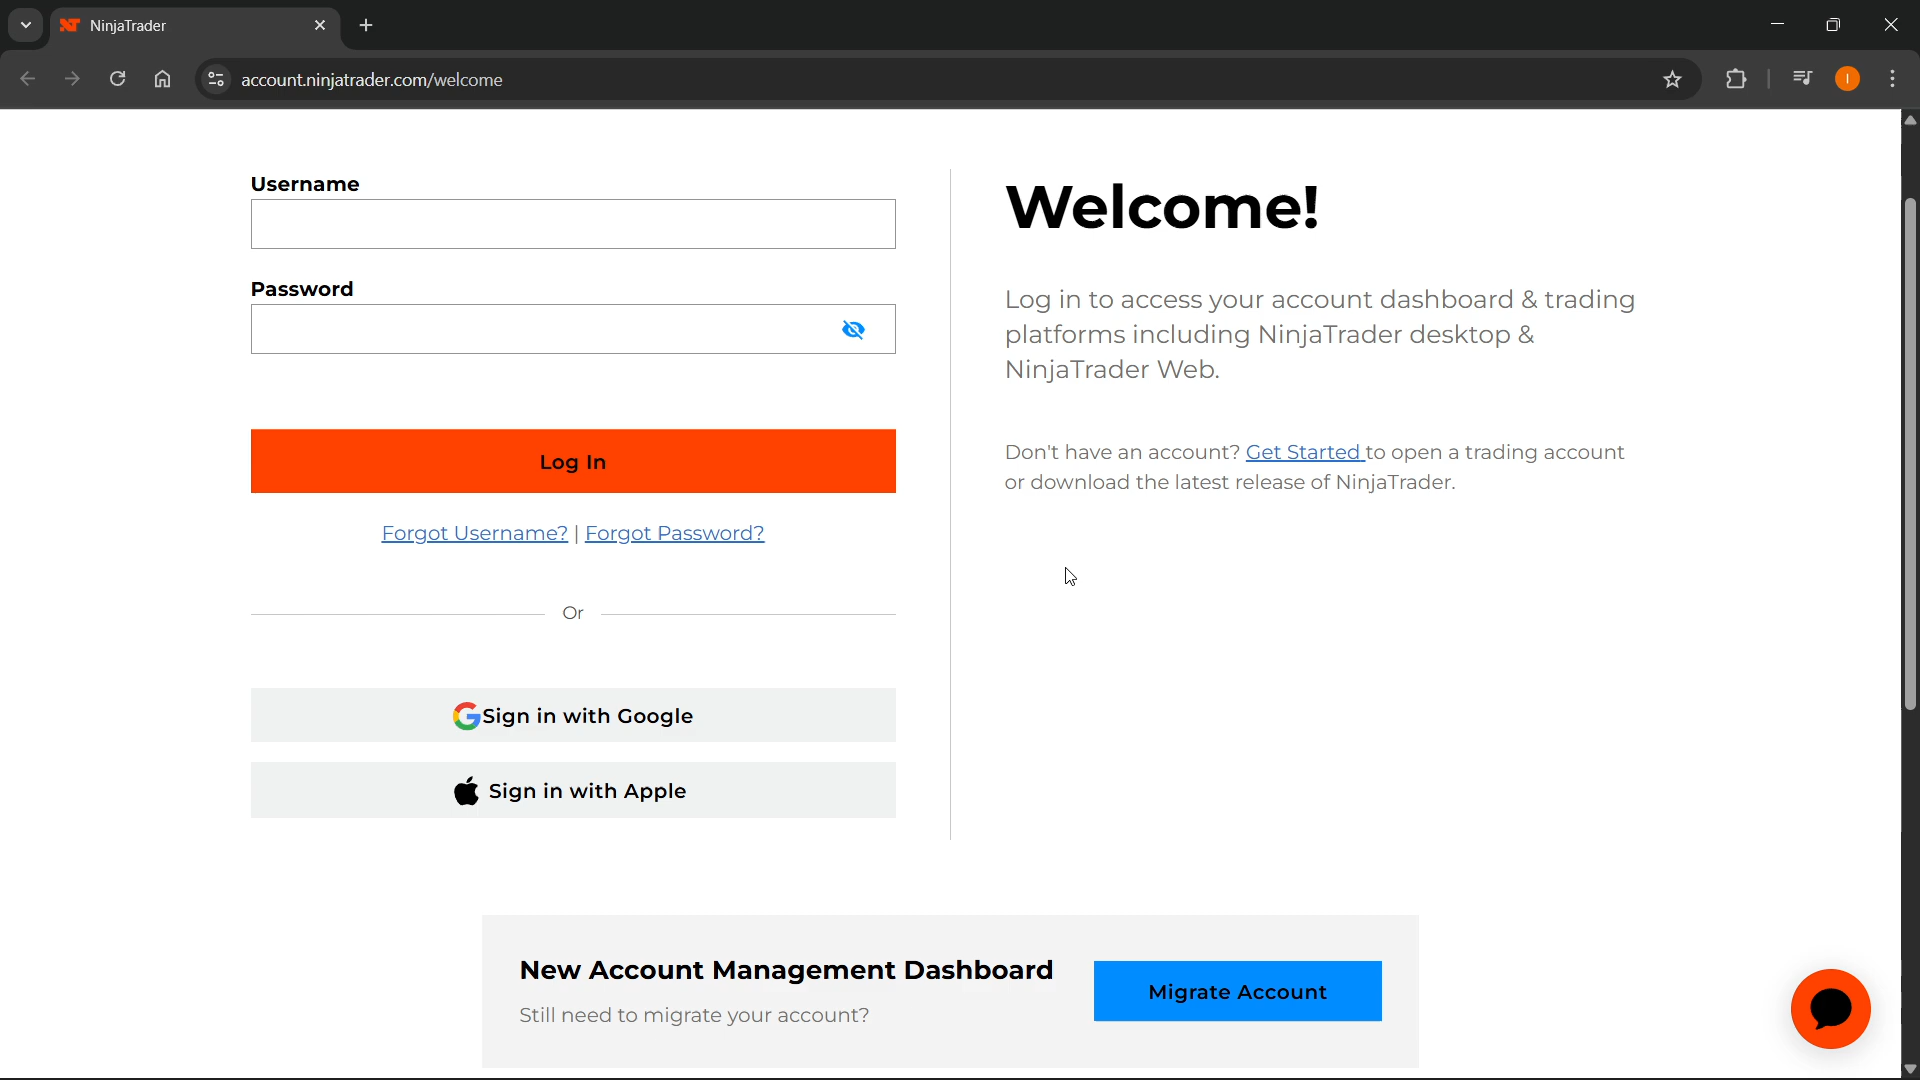 NinjaTrader
account.ninjatrader.com/welcome
I
Username
Password
Log In
Forgot Username? | Forgot Password?
Or
Sign in with Google
Sign in with Apple
Welcome!
Log in to access your account dashboard & trading
platforms including NinjaTrader desktop &
NinjaTrader Web.
Don't have an account? Get Started to open a trading account
or download the latest release of NinjaTrader.
New Account Management Dashboard
Still need to migrate your account?
Migrate Account